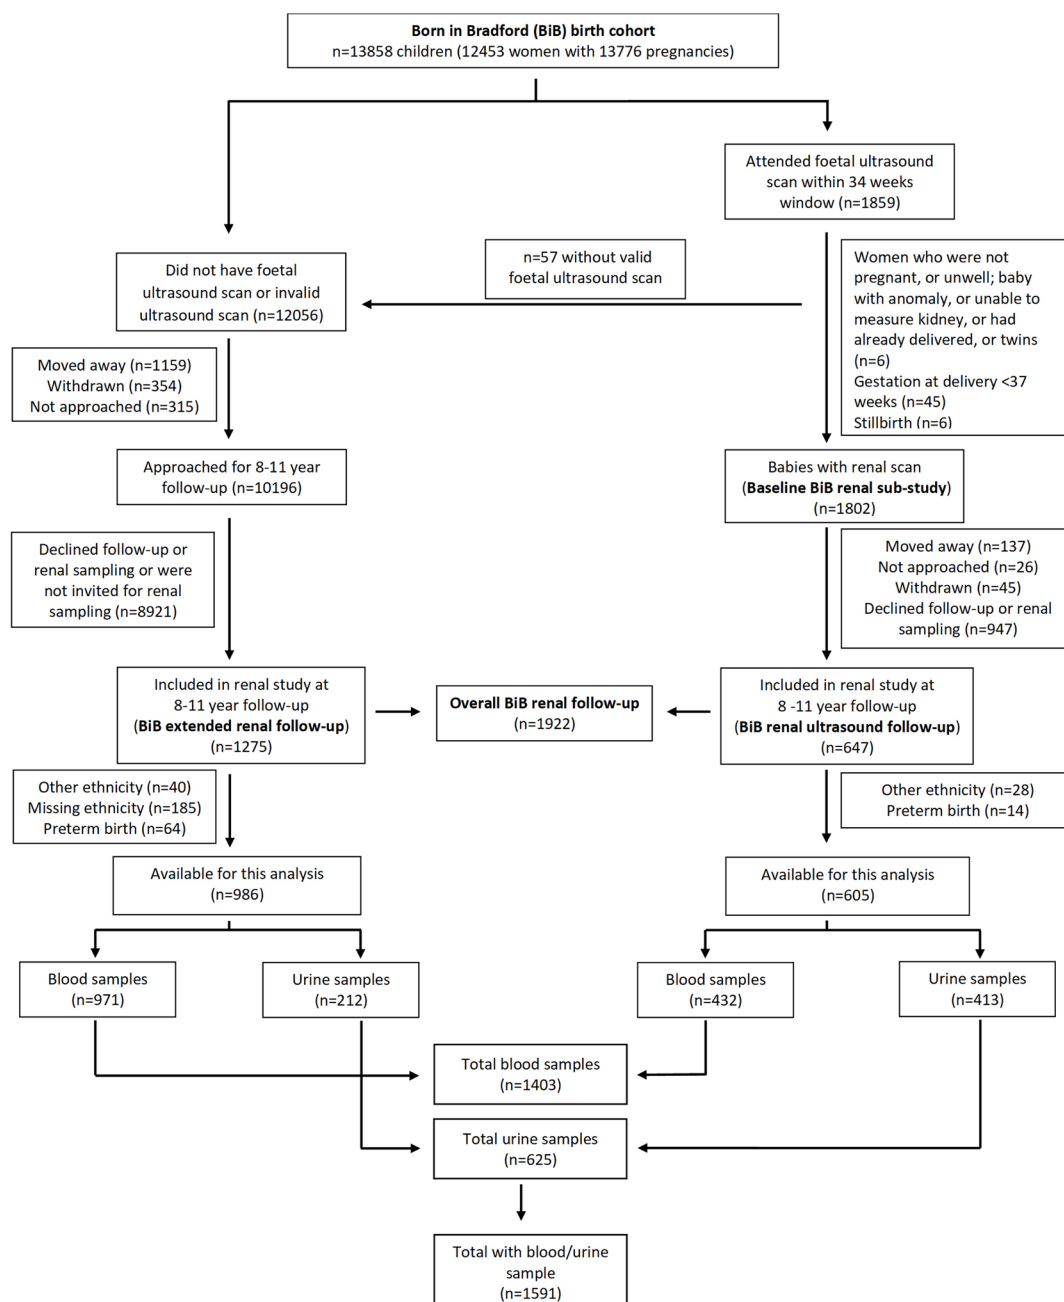 Born in Bradford (BiB) birth cohort
n=13858 children (12453 women with 13776 pregnancies)
Attended foetal ultrasound
scan within 34 weeks
window (n=1859)
n=57 without valid
foetal ultrasound scan
Did not have foetal
ultrasound scan or invalid
ultrasound scan (n=12056)
Women who were not
pregnant, or unwell; baby
with anomaly, or unable to
measure kidney, or had
already delivered, or twins
(n=6)
Gestation at delivery <37
weeks (n=45)
Stillbirth (n=6)
Moved away (n=1159)
Withdrawn (n=354)
Not approached (n=315)
Approached for 8-11 year
follow-up (n=10196)
Babies with renal scan
(Baseline BiB renal sub-study)
(n=1802)
Declined follow-up or
renal sampling or were
not invited for renal
sampling (n=8921)
Moved away (n=137)
Not approached (n=26)
Withdrawn (n=45)
Declined follow-up or renal
sampling (n=947)
Included in renal study at
8-11 year follow-up
(BiB extended renal follow-up)
(n=1275)
Overall BiB renal follow-up
(n=1922)
Included in renal study at
8 -11 year follow-up
(BiB renal ultrasound follow-up)
(n=647)
Other ethnicity (n=40)
Missing ethnicity (n=185)
Preterm birth (n=64)
Other ethnicity (n=28)
Preterm birth (n=14)
Available for this analysis
(n=986)
Available for this analysis
(n=605)
Blood samples
(n=971)
Urine samples
(n=212)
Blood samples
(n=432)
Urine samples
(n=413)
Total blood samples
(n=1403)
Total urine samples
(n=625)
Total with blood/urine
sample
(n=1591)